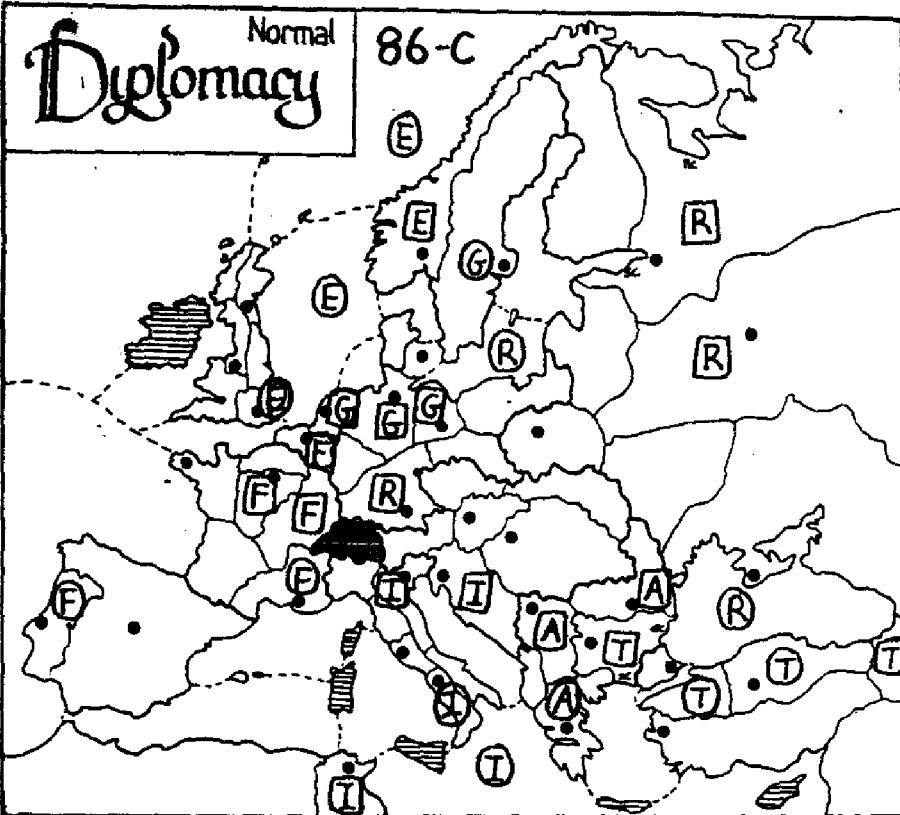 Normal
Diplomacy
86-C
E
E R
G
E
R R
G G G
F
F F R
F I I A
F R
A T
T T
I A T
I
I